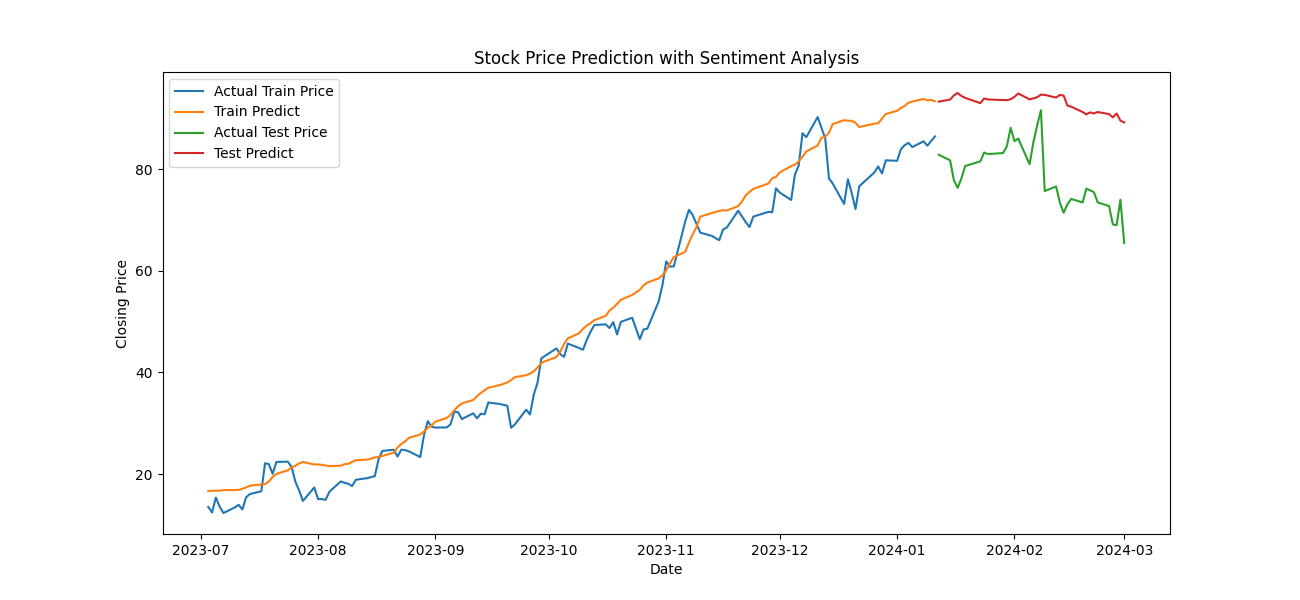 Stock Price Prediction with Sentiment Analysis
Actual Train Price
Train Predict
Actual Test Price
Test Predict
Closing Price
80
60
40
20
2023-07 2023-08 2023-09 2023-10 2023-11 2023-12 2024-01 2024-02 2024-03
Date